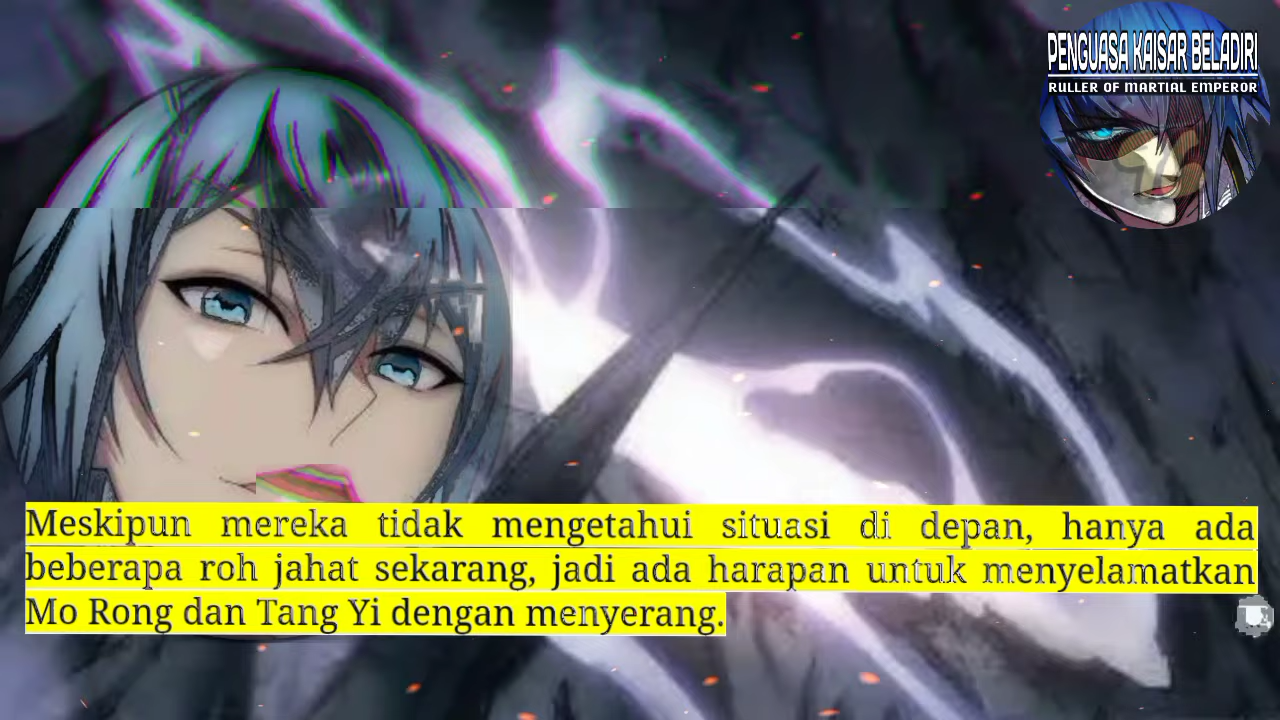 PENGUASA KAISAR BELADIRI
RULLER OF MARTIAL EMPEROR
Meskipun mereka tidak mengetahui situasi di depan, hanya ada
beberapa roh jahat sekarang, jadi ada harapan untuk menyelamatkan
Mo Rong dan Tang Yi dengan menyerang.